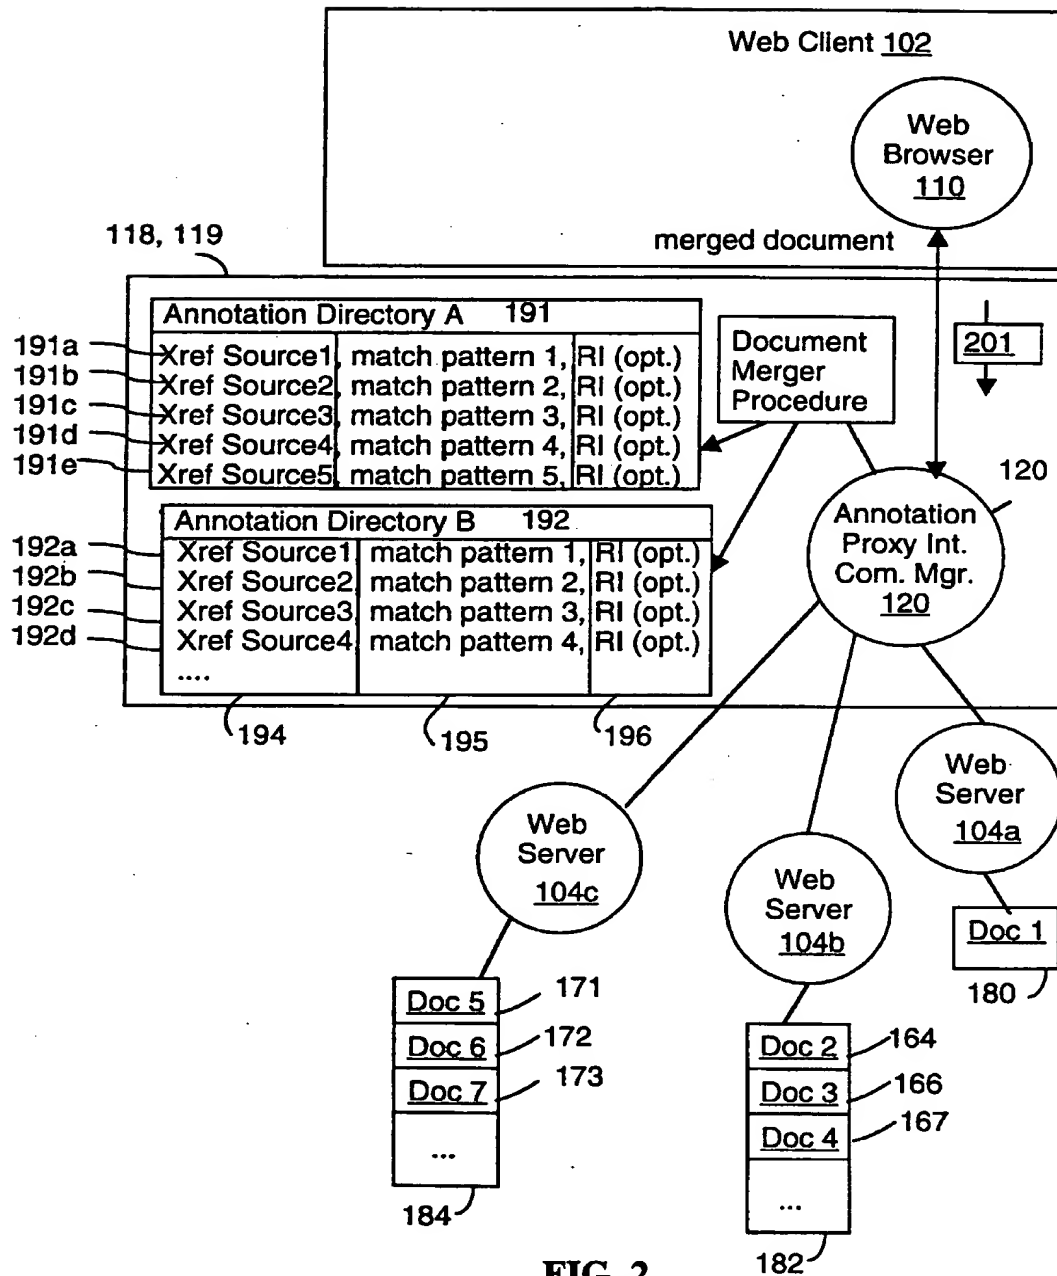 Web Client 102
Web
Browser
110
merged document
118, 119
Annotation Directory A 191
191a Xref Source1, match pattern 1, RI (opt.)
191b Xref Source2, match pattern 2, RI (opt.)
191c Xref Source3, match pattern 3, RI (opt.)
191d Xref Source4, match pattern 4, RI (opt.)
191e Xref Source5, match pattern 5, RI (opt.)
Document
Merger
Procedure
201
120
Annotation
Proxy Int.
Com. Mgr.
120
Annotation Directory B 192
192a Xref Source1 match pattern 1, RI (opt.)
192b Xref Source2 match pattern 2, RI (opt.)
192c Xref Source3 match pattern 3, RI (opt.)
192d Xref Source4 match pattern 4, RI (opt.)
....
194
195
196
Web
Server
104c
Web
Server
104b
Web
Server
104a
Doc 1
180
Doc 5 171
Doc 6 172
Doc 7 173
...
184
Doc 2 164
Doc 3 166
Doc 4 167
...
182
FIG. 2